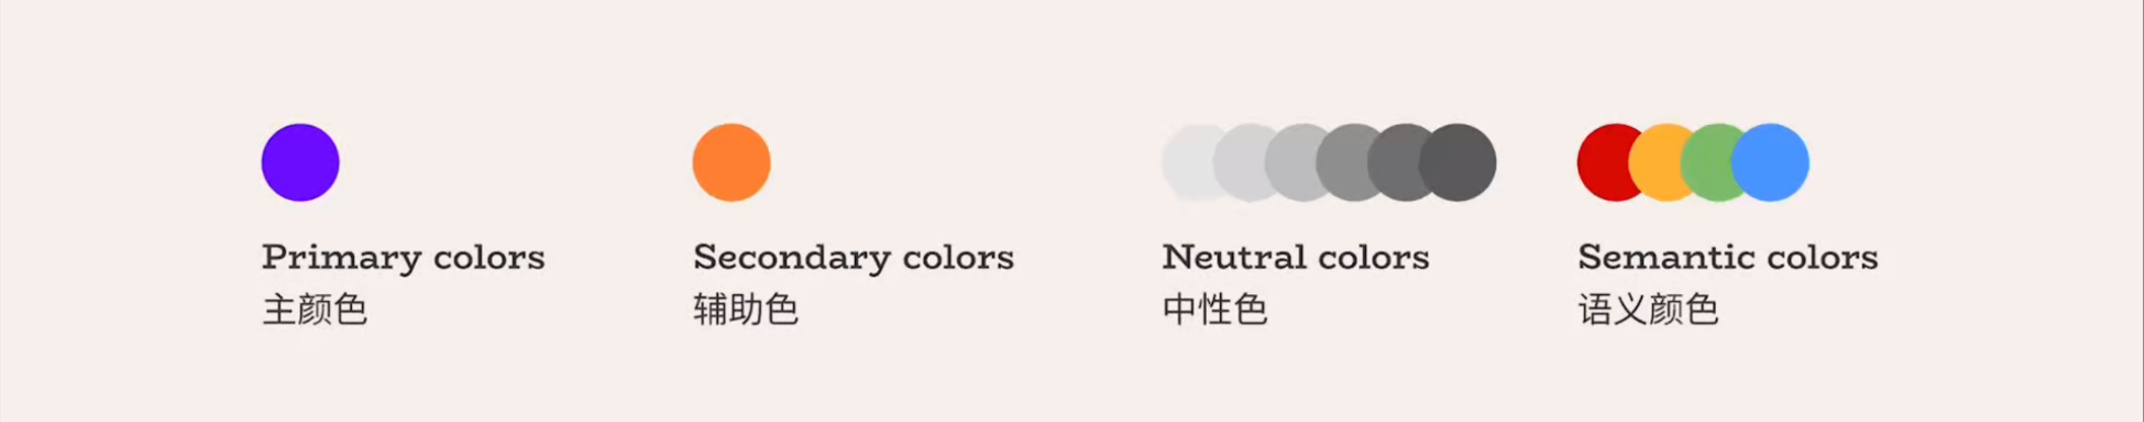 Primary colors
主颜色
Secondary colors
辅助色
Neutral colors
中性色
Semantic colors
语义颜色